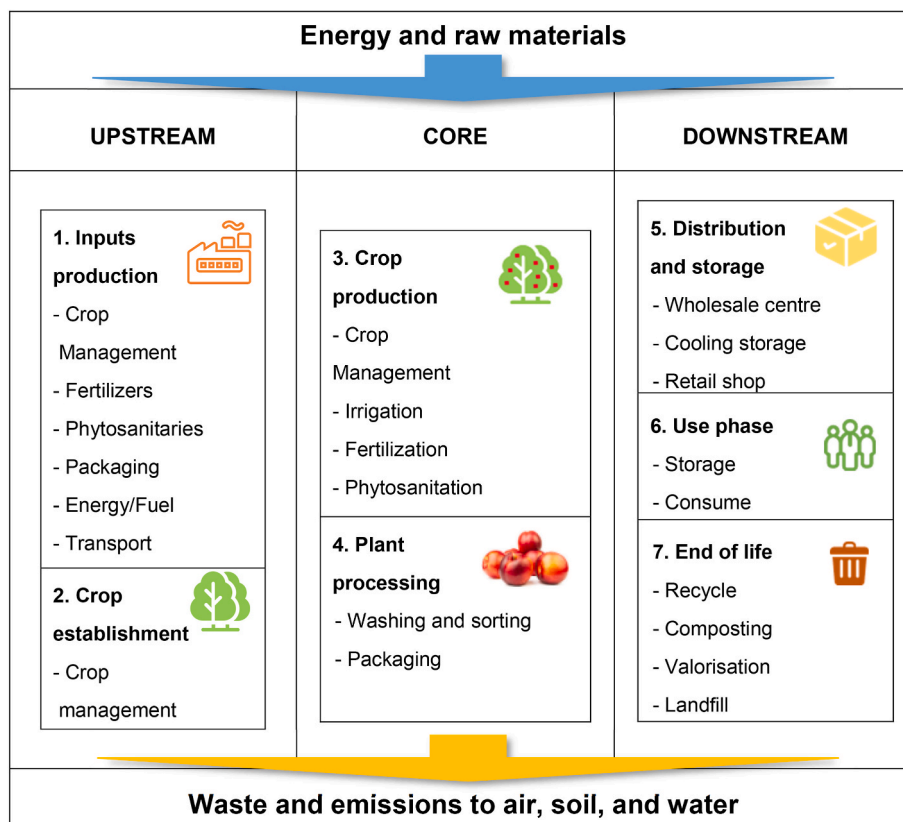 Energy and raw materials
UPSTREAM
CORE
DOWNSTREAM
1. Inputs
production
- Crop
Management
- Fertilizers
- Phytosanitaries
- Packaging
- Energy/Fuel
- Transport
2. Crop
establishment
- Crop
management
3. Crop
production
- Crop
Management
- Irrigation
- Fertilization
- Phytosanitation
4. Plant
processing
- Washing and sorting
- Packaging
5. Distribution
and storage
- Wholesale centre
- Cooling storage
- Retail shop
6. Use phase
- Storage
- Consume
7. End of life
- Recycle
- Composting
- Valorisation
- Landfill
Waste and emissions to air, soil, and water